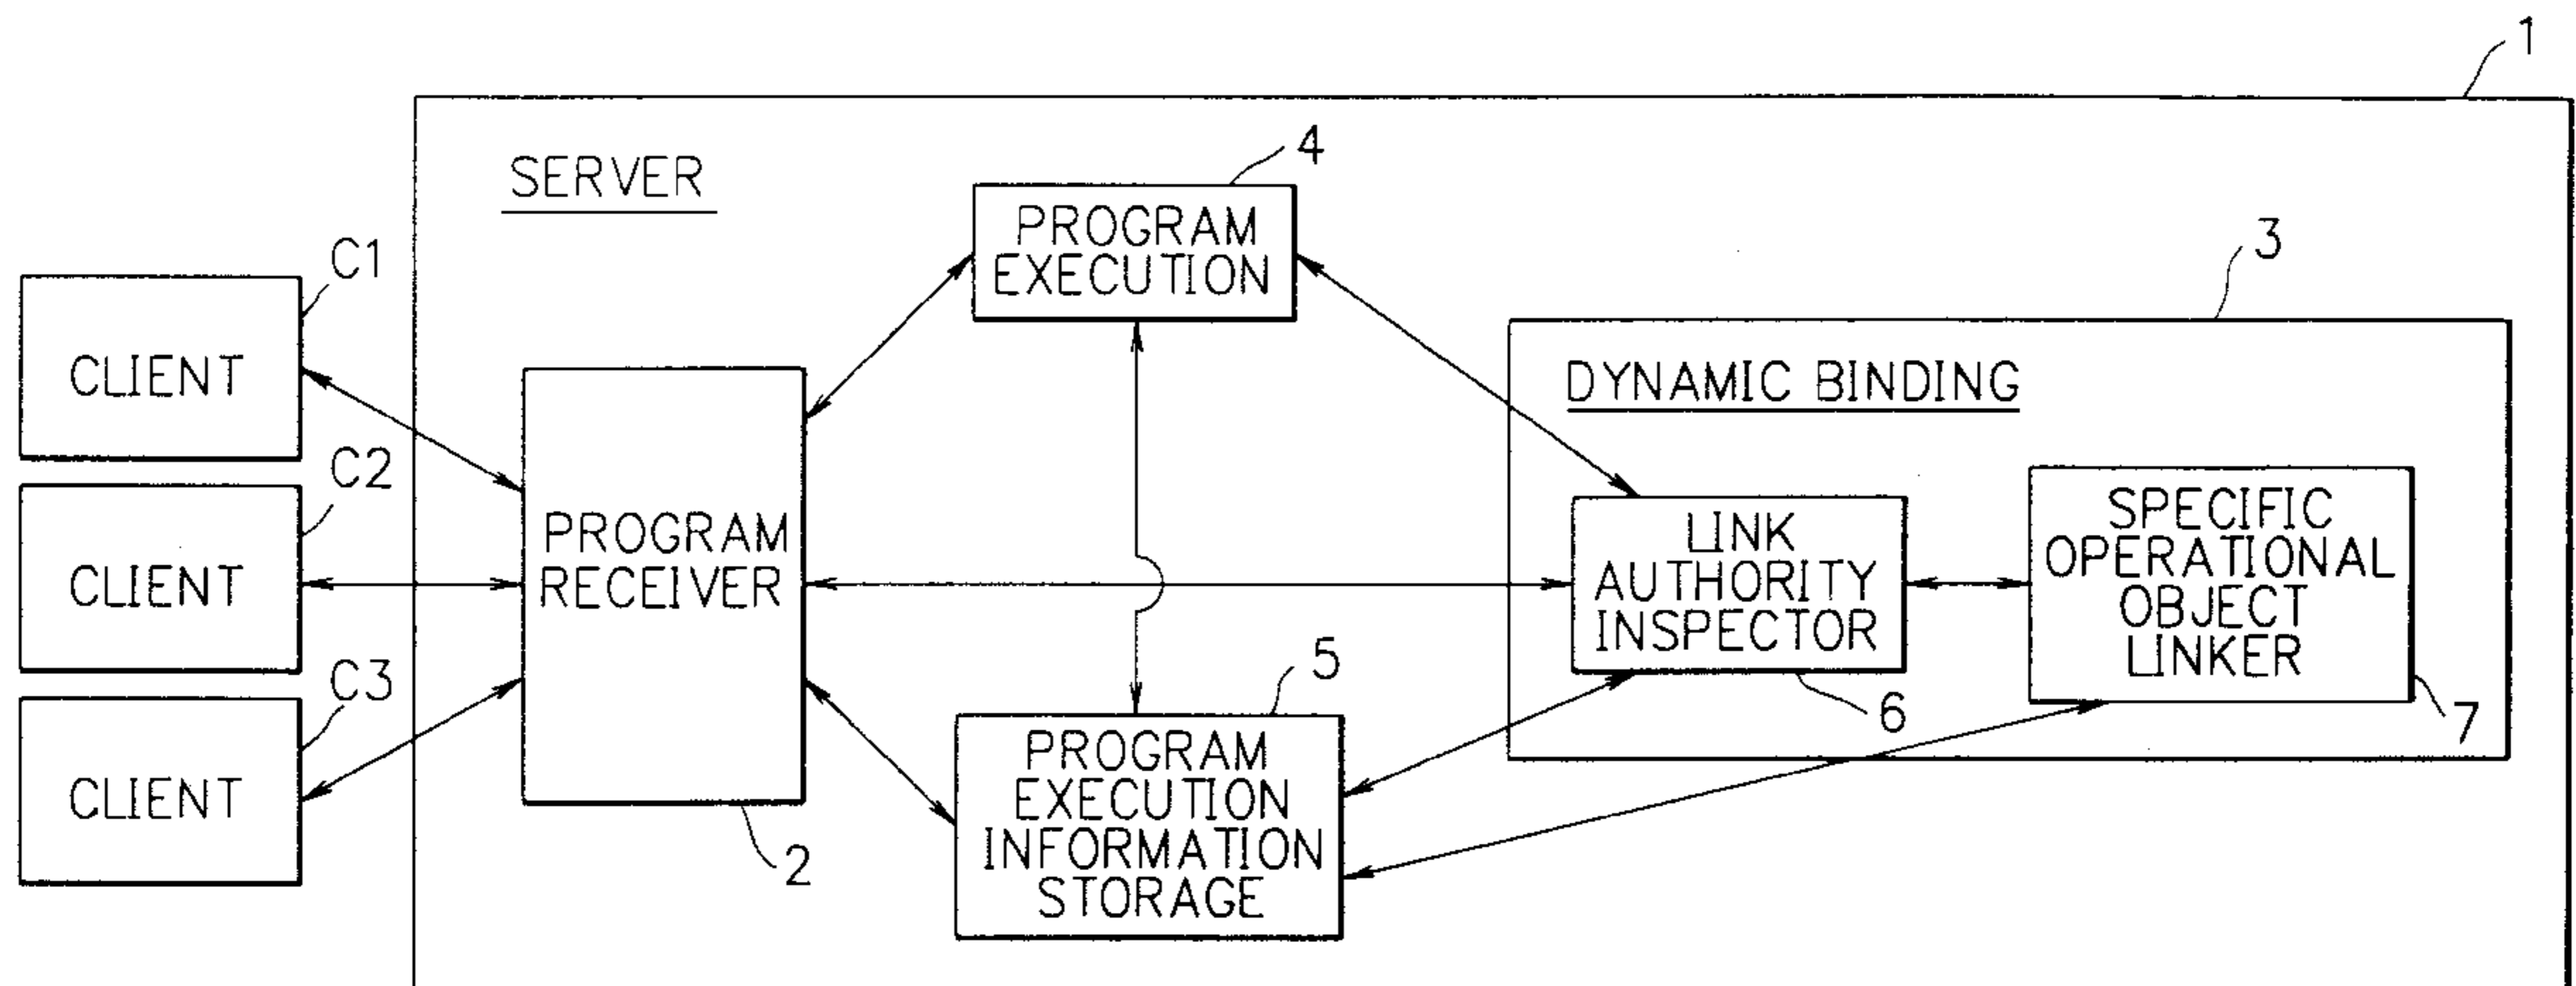 1
SERVER
4
PROGRAM
EXECUTION
3
C1
CLIENT
DYNAMIC BINDING
C2
CLIENT
PROGRAM
RECEIVER
LINK
AUTHORITY
INSPECTOR
SPECIFIC
OPERATIONAL
OBJECT
LINKER
C3
CLIENT
5
6
7
PROGRAM
EXECUTION
INFORMATION
STORAGE
2